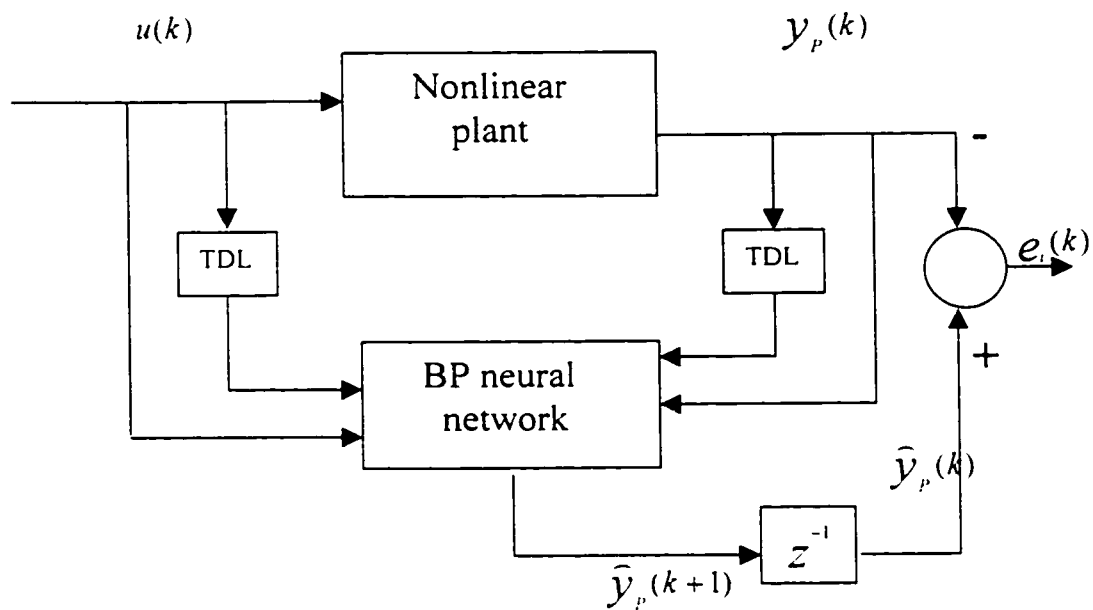 u(k)
y_p(k)
Nonlinear
plant
-
TDL
TDL
e_i(k)
+
BP neural
network
ŷ_p(k)
z^{-1}
ŷ_p(k+1)